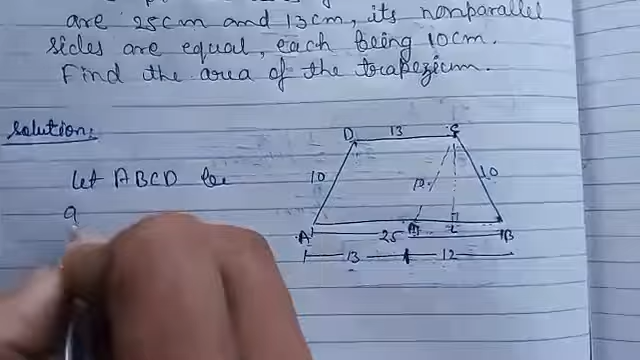 are 25cm and 13cm, its nonparallel
sides are equal, each being 10cm.
Find the area of the trapezium.
Solution:
D 13 C
let ABCD be
10 10 10
a
A 25 M L B
13 12